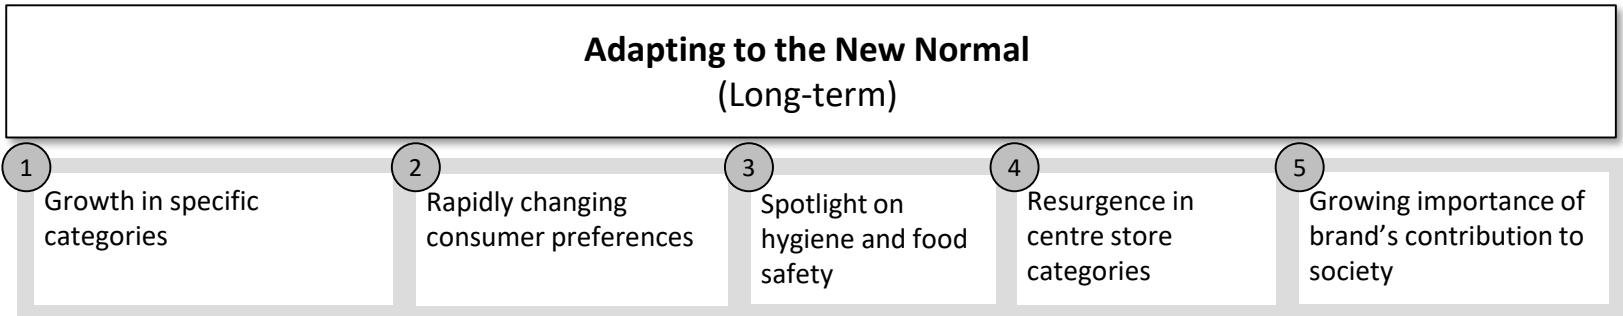 Adapting to the New Normal
(Long-term)
1
Growth in specific
categories
2
Rapidly changing
consumer preferences
3
Spotlight on
hygiene and food
safety
4
Resurgence in
centre store
categories
5
Growing importance of
brand’s contribution to
society